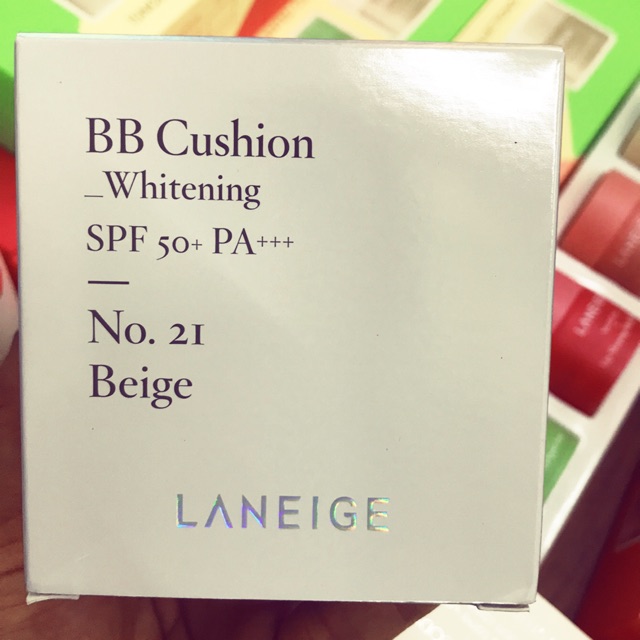 BB Cushion
_Whitening
SPF 50+ PA+++
No. 21
Beige
LANEIGE